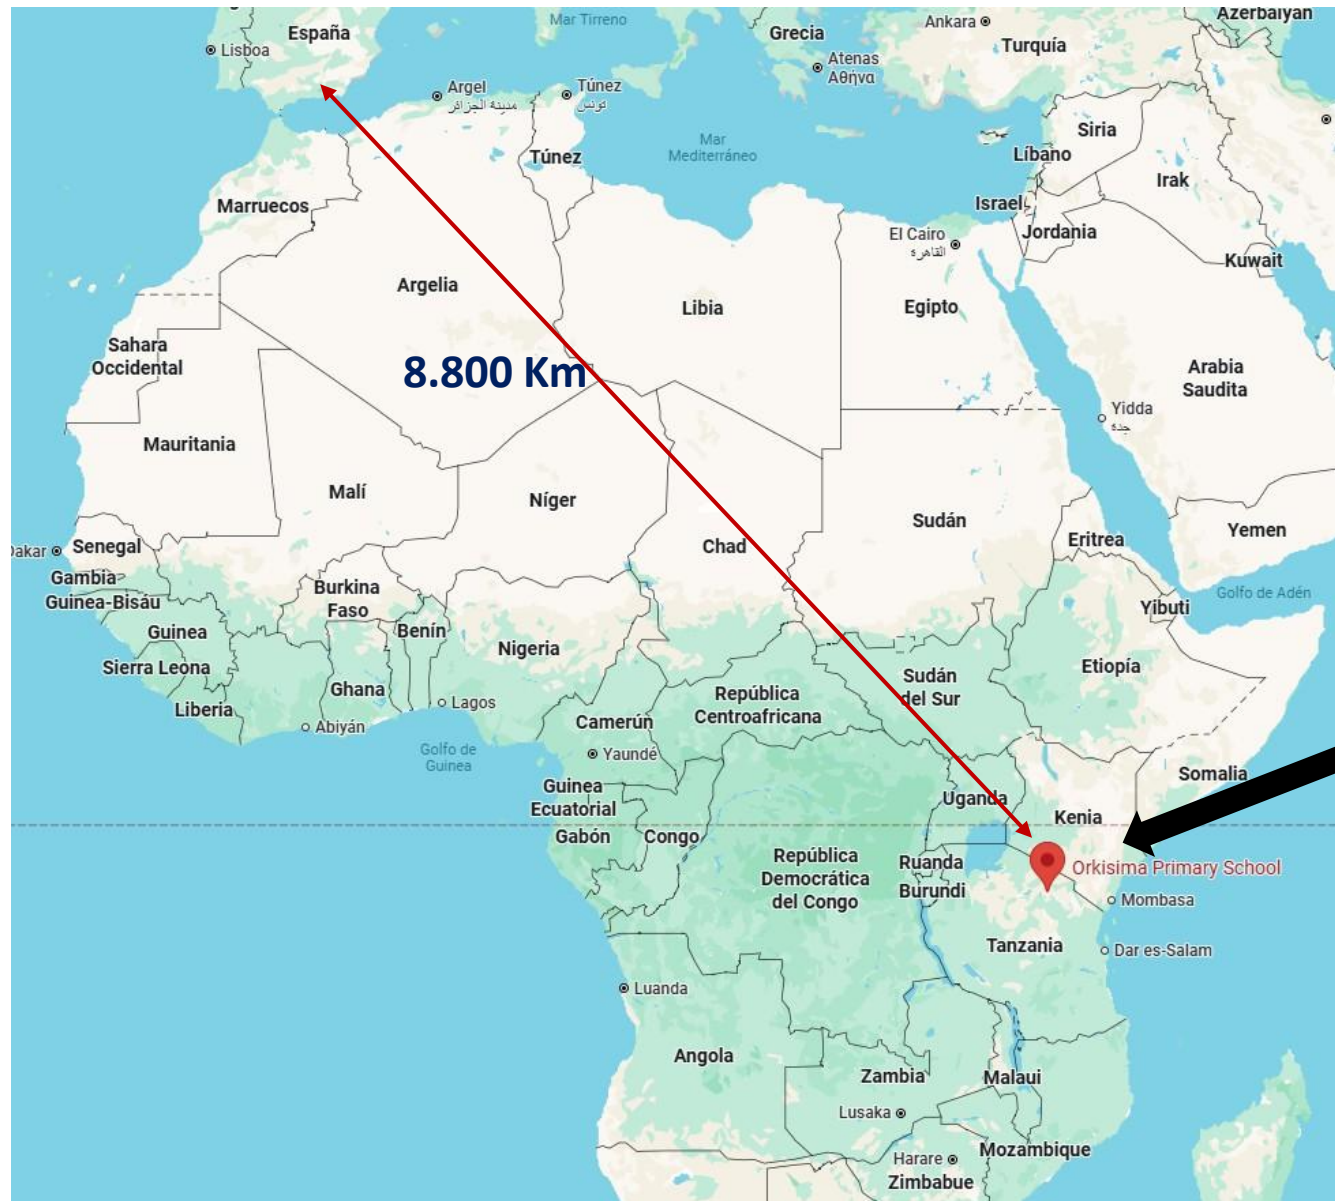 Azerbaiyán
Mar Tirreno
España
Lisboa
Grecia
Ankara
Turquía
Atenas
Αθήνα
Argel
مدينة الجزائر
Túnez
تونس
Siria
Mar
Mediterráneo
Túnez
Líbano
Irak
Israel
Marruecos
El Cairo
القاهرة
Jordania
Kuwait
Argelia
Libia
Egipto
Sahara
Occidental
8.800 Km
Arabia
Saudita
Yidda
جدة
Mauritania
Malí
Níger
Sudán
Chad
Eritrea
Yemen
Dakar
Senegal
Gambia
Guinea-Bisáu
Burkina
Faso
Golfo de Adén
Yibuti
Guinea
Benín
Nigeria
Sierra Leona
Etiopía
Sudán
del Sur
Ghana
República
Centroafricana
Liberia
Lagos
Abiyán
Camerún
Golfo de
Guinea
Yaundé
Somalia
Guinea
Ecuatorial
Uganda
Kenia
Gabón
Congo
República
Democrática
del Congo
Ruanda
Burundi
Orkisima Primary School
Mombasa
Tanzania
Dar es-Salam
Luanda
Angola
Zambia
Malaui
Lusaka
Mozambique
Harare
Zimbabue